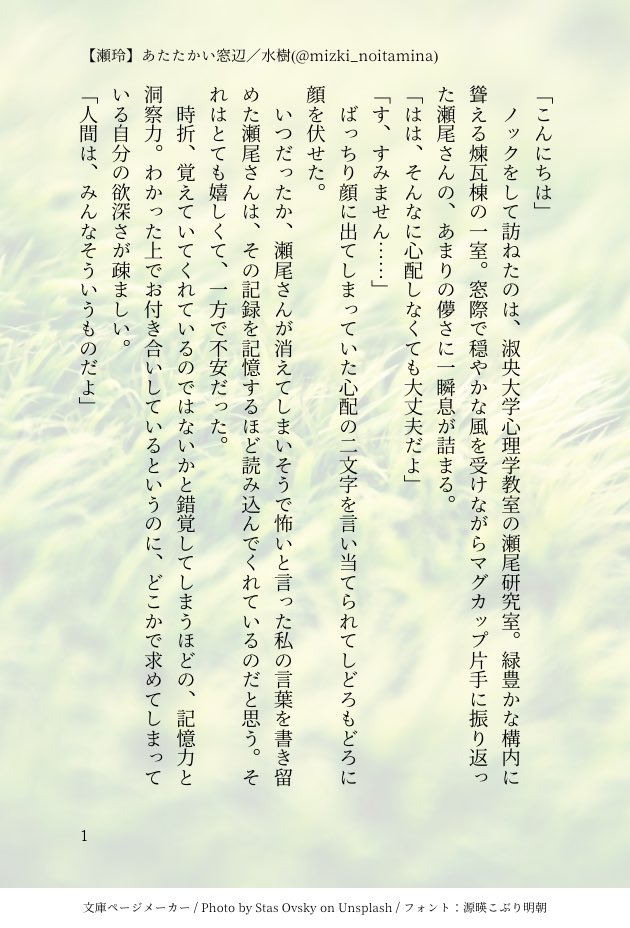 【瀬玲】あたたかい窓辺／水樹(@mizki_noitamina)
「こんにちは」
　ノックをして訪ねたのは、淑央大学心理学教室の瀬尾研究室。緑豊かな構内に
聳える煉瓦棟の一室。窓際で穏やかな風を受けながらマグカップ片手に振り返っ
た瀬尾さんの、あまりの儚さに一瞬息が詰まる。
「はは、そんなに心配しなくても大丈夫だよ」
「す、すみません……」
　ばっちり顔に出てしまっていた心配の二文字を言い当てられてしどろもどろに
顔を伏せた。
　いつだったか、瀬尾さんが消えてしまいそうで怖いと言った私の言葉を書き留
めた瀬尾さんは、その記録を記憶するほど読み込んでくれているのだと思う。そ
れはとても嬉しくて、一方で不安だった。
　時折、覚えていてくれているのではないかと錯覚してしまうほどの、記憶力と
洞察力。わかった上でお付き合いしているというのに、どこかで求めてしまって
いる自分の欲深さが疎ましい。
「人間は、みんなそういうものだよ」
1
文庫ページメーカー / Photo by Stas Ovsky on Unsplash / フォント：源暎こぶり明朝